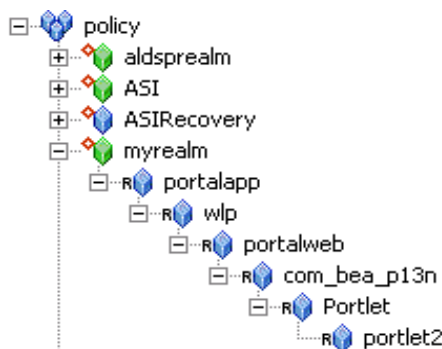 policy
aldsprealm
ASI
ASIRecovery
myrealm
R portalapp
R wlp
R portalweb
R com_bea_p13n
R Portlet
R portlet2